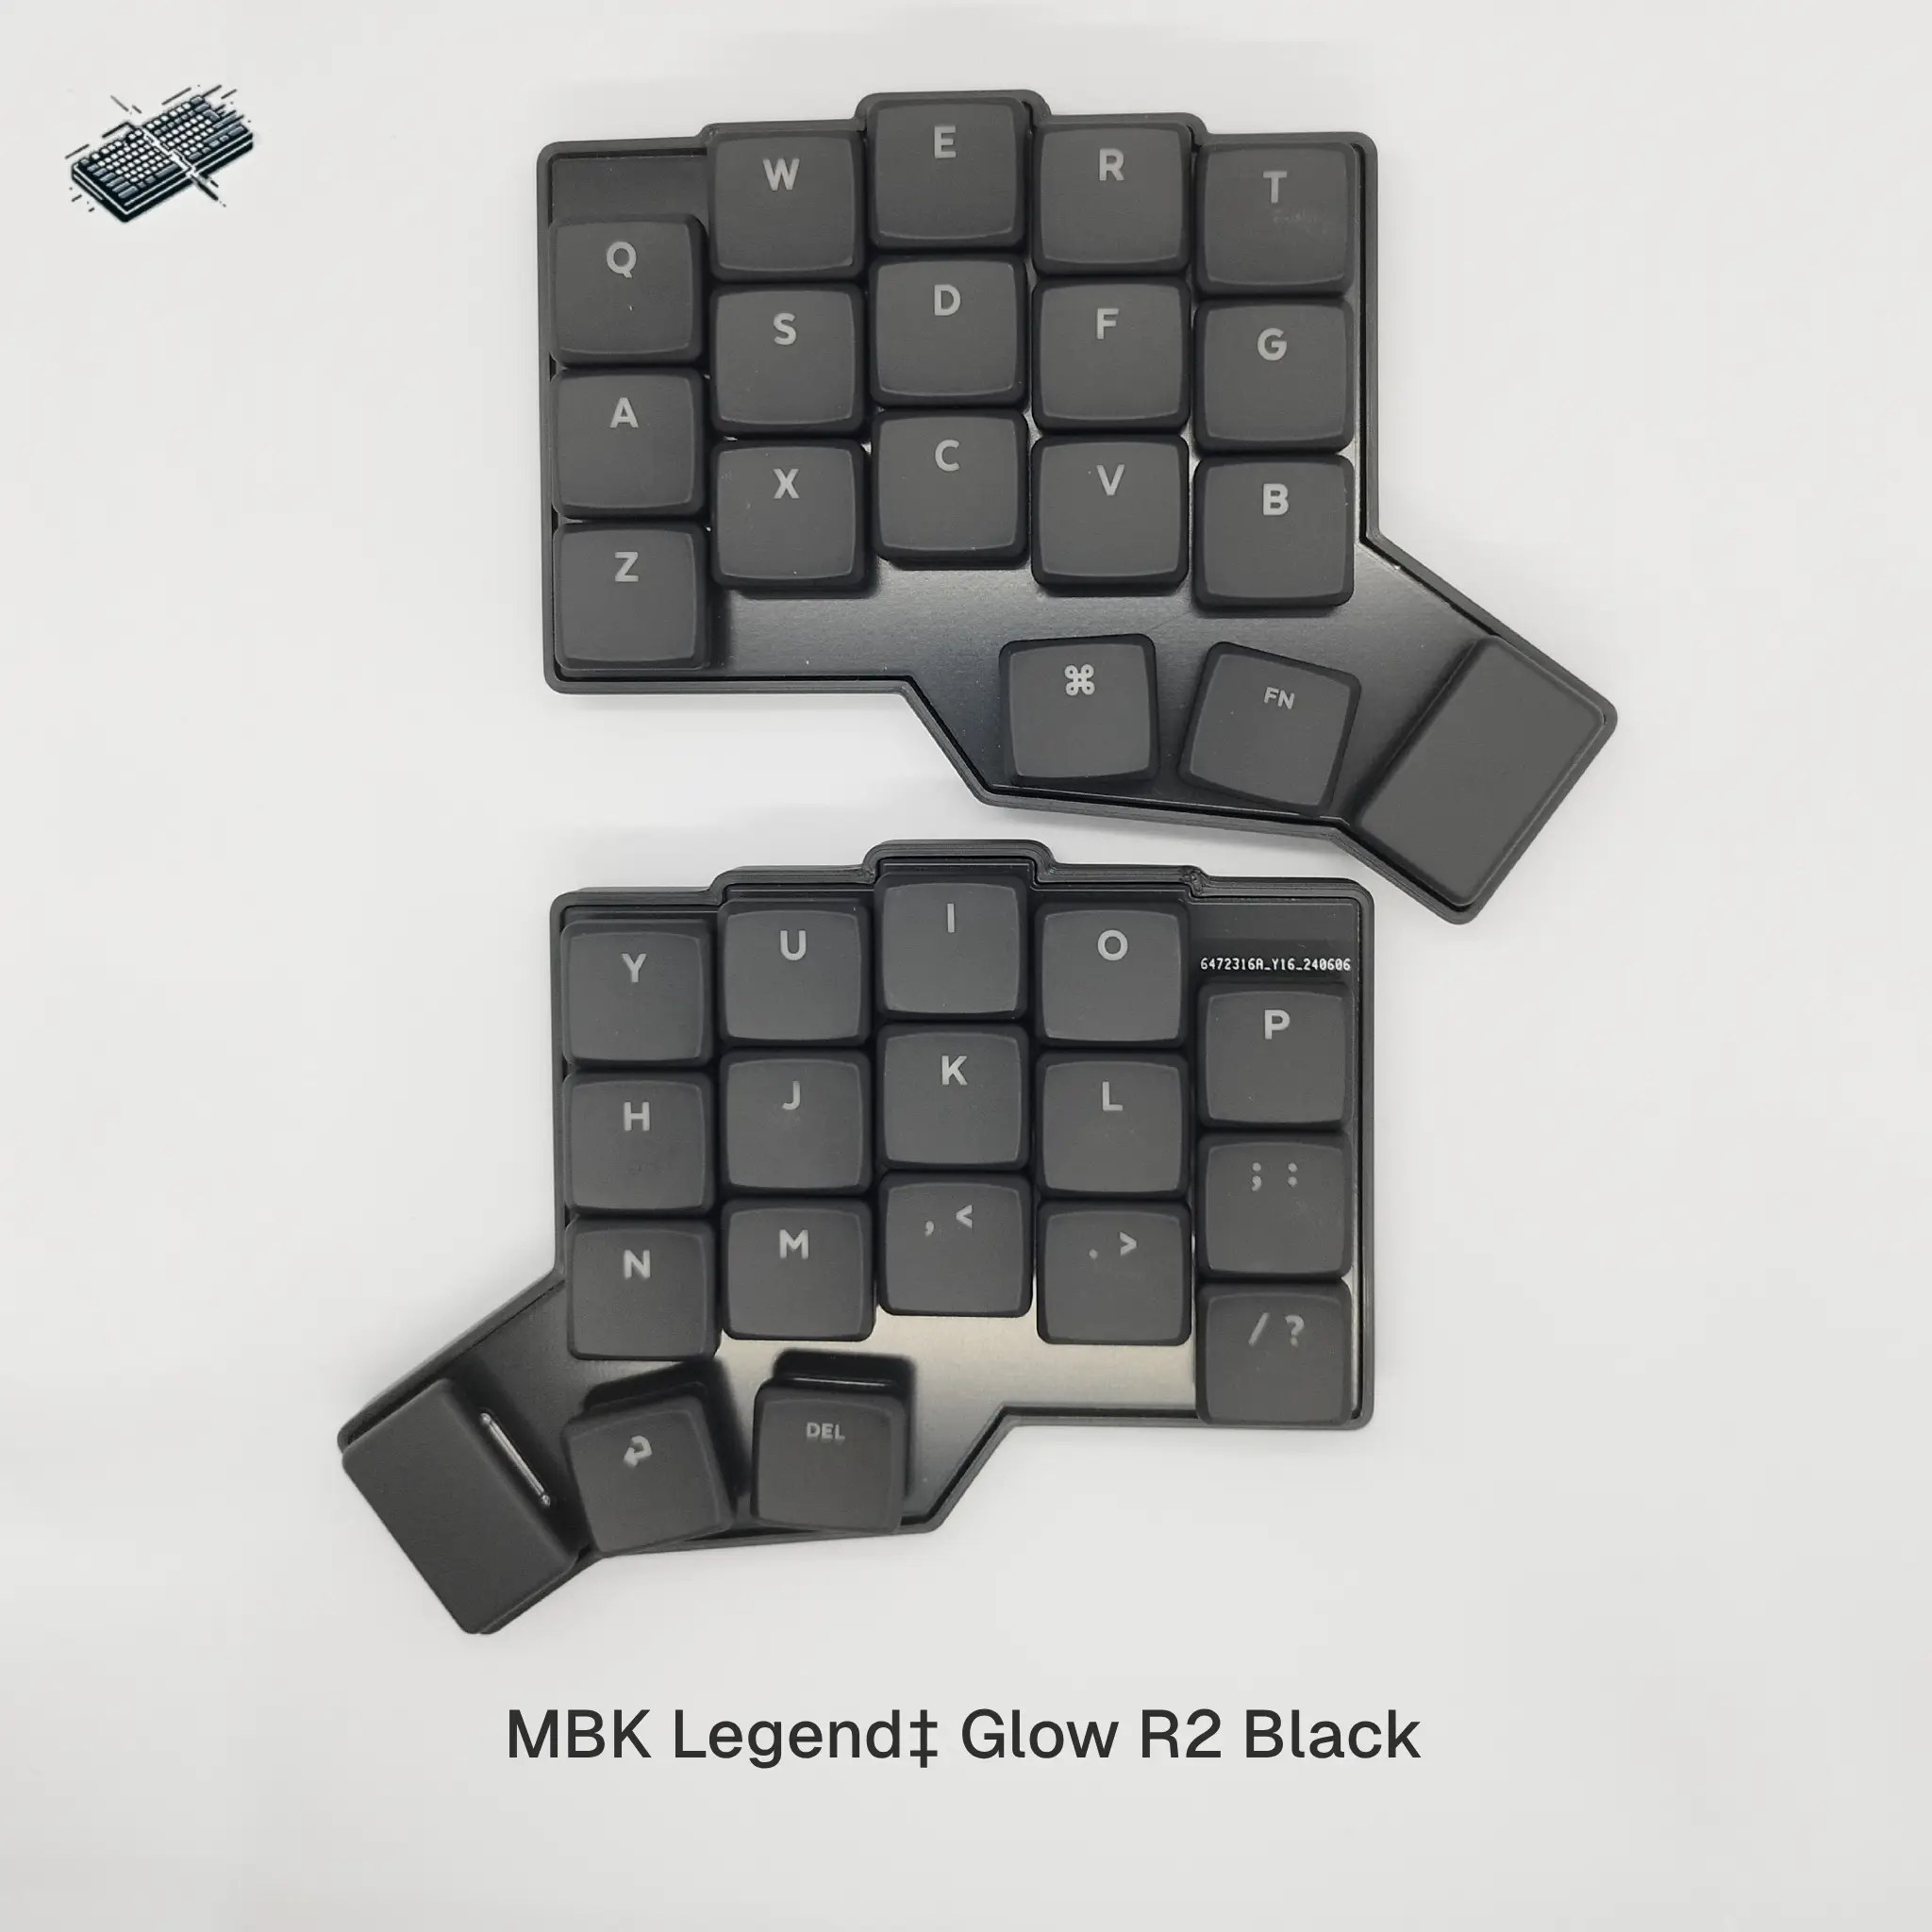 W E R T
Q
S D F G
A
X C V B
Z
⌘ FN
Y U I O
6472316A_Y16_240606
P
H J K L
; :
N M , < . >
/ ?
↵ DEL
MBK Legend‡ Glow R2 Black